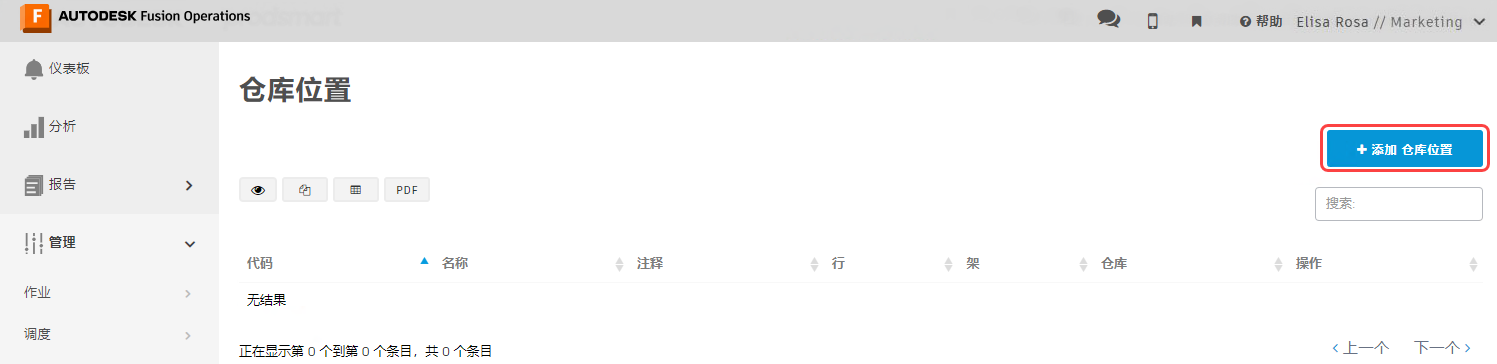 AUTODESK Fusion Operations
帮助
Elisa Rosa // Marketing
仪表板
分析
报告
管理
作业
调度
仓库位置
添加 仓库位置
PDF
搜索:
代码 名称 注释 行 架 仓库 操作
无结果
正在显示第 0 个到第 0 个条目，共 0 个条目
上一个 下一个